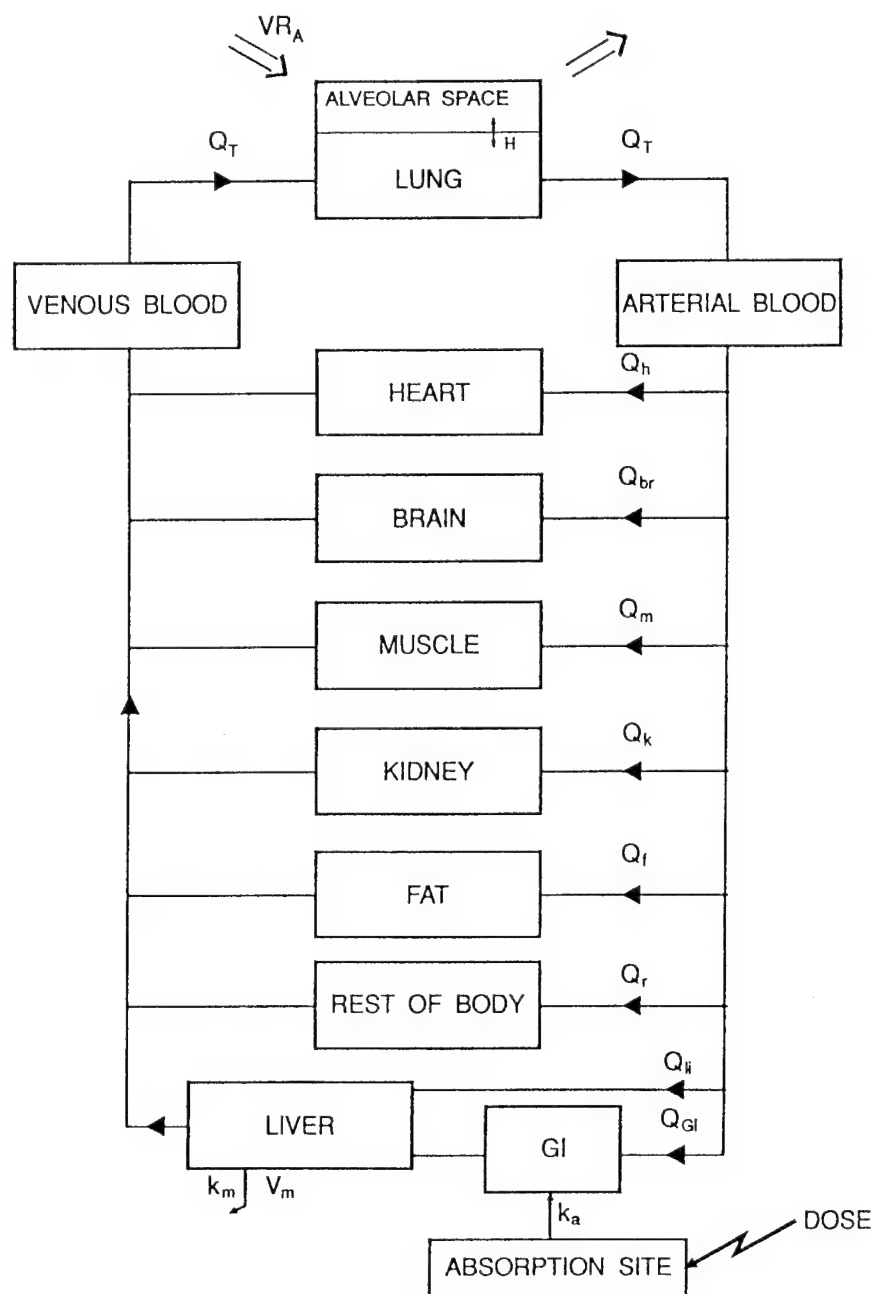 VR_A
ALVEOLAR SPACE
H
Q_T
Q_T
LUNG
VENOUS BLOOD
ARTERIAL BLOOD
Q_h
HEART
Q_br
BRAIN
Q_m
MUSCLE
Q_k
KIDNEY
Q_f
FAT
Q_r
REST OF BODY
Q_li
LIVER
Q_GI
GI
k_m V_m
k_a
DOSE
ABSORPTION SITE